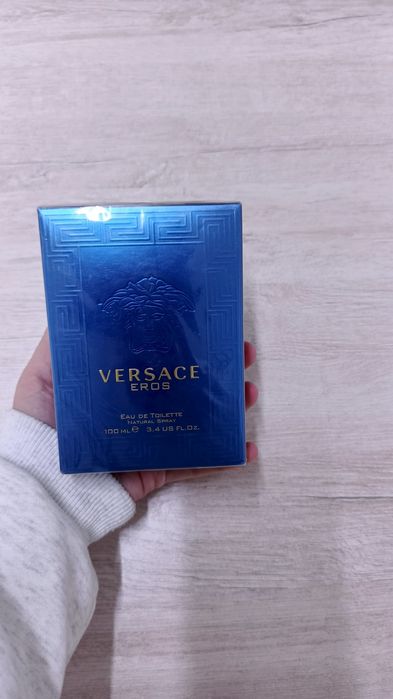 VERSACE
EROS
EAU DE TOILETTE
NATURAL SPRAY
100 ML ℮ 3.4 US FL.OZ.